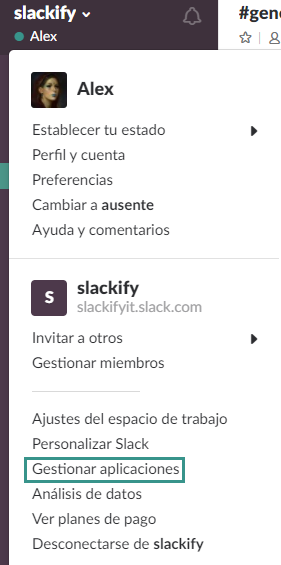 slackify
Alex
#gene
Alex
Establecer tu estado
Perfil y cuenta
Preferencias
Cambiar a ausente
Ayuda y comentarios
S
slackify
slackifyit.slack.com
Invitar a otros
Gestionar miembros
Ajustes del espacio de trabajo
Personalizar Slack
Gestionar aplicaciones
Análisis de datos
Ver planes de pago
Desconectarse de slackify